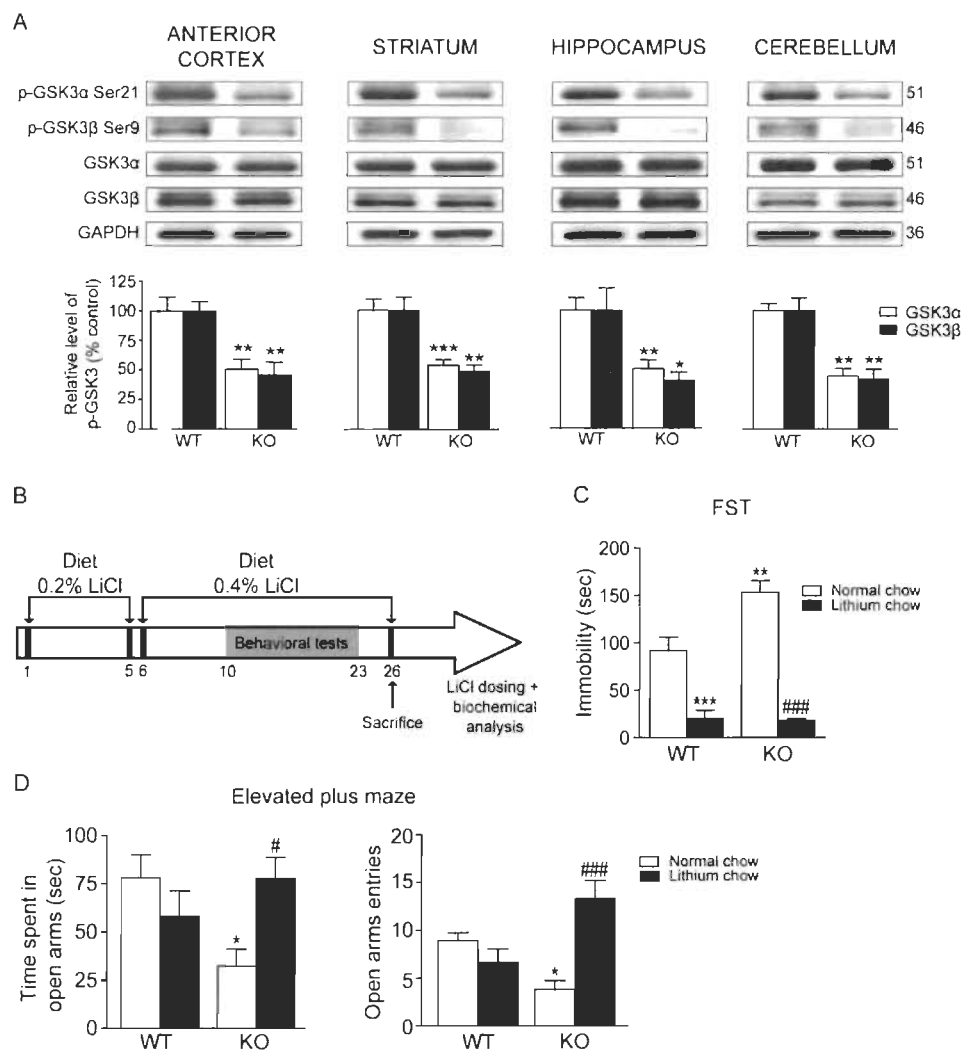 A
ANTERIOR CORTEX
STRIATUM
HIPPOCAMPUS
CEREBELLUM
p-GSK3α Ser21
51
p-GSK3β Ser9
46
GSK3α
51
GSK3β
46
GAPDH
36
Relative level of
p-GSK3 (% control)
125
100
75
50
25
0
** **
*** **
** *
** **
WT KO
WT KO
WT KO
WT KO
GSK3α
GSK3β
B
Diet
0.2% LiCl
Diet
0.4% LiCl
Behavioral tests
1 5 6 10 23 26
Sacrifice
LiCl dosing +
biochemical
analysis
C
FST
Immobility (sec)
200
150
100
50
0
***
**
###
WT KO
Normal chow
Lithium chow
D
Elevated plus maze
Time spent in
open arms (sec)
100
75
50
25
0
*
#
WT KO
Open arms entries
20
15
10
5
0
*
###
WT KO
Normal chow
Lithium chow